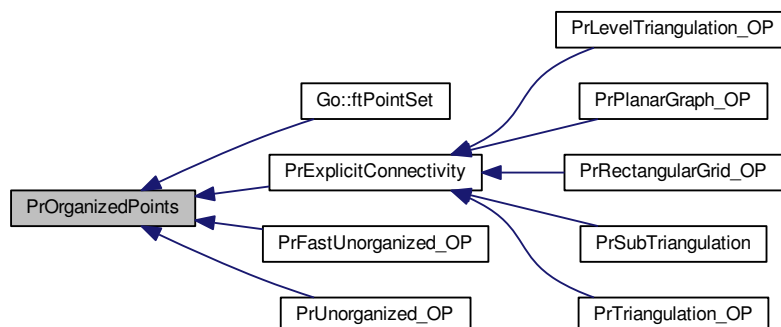 PrOrganizedPoints
Go::ftPointSet
PrExplicitConnectivity
PrFastUnorganized_OP
PrUnorganized_OP
PrLevelTriangulation_OP
PrPlanarGraph_OP
PrRectangularGrid_OP
PrSubTriangulation
PrTriangulation_OP